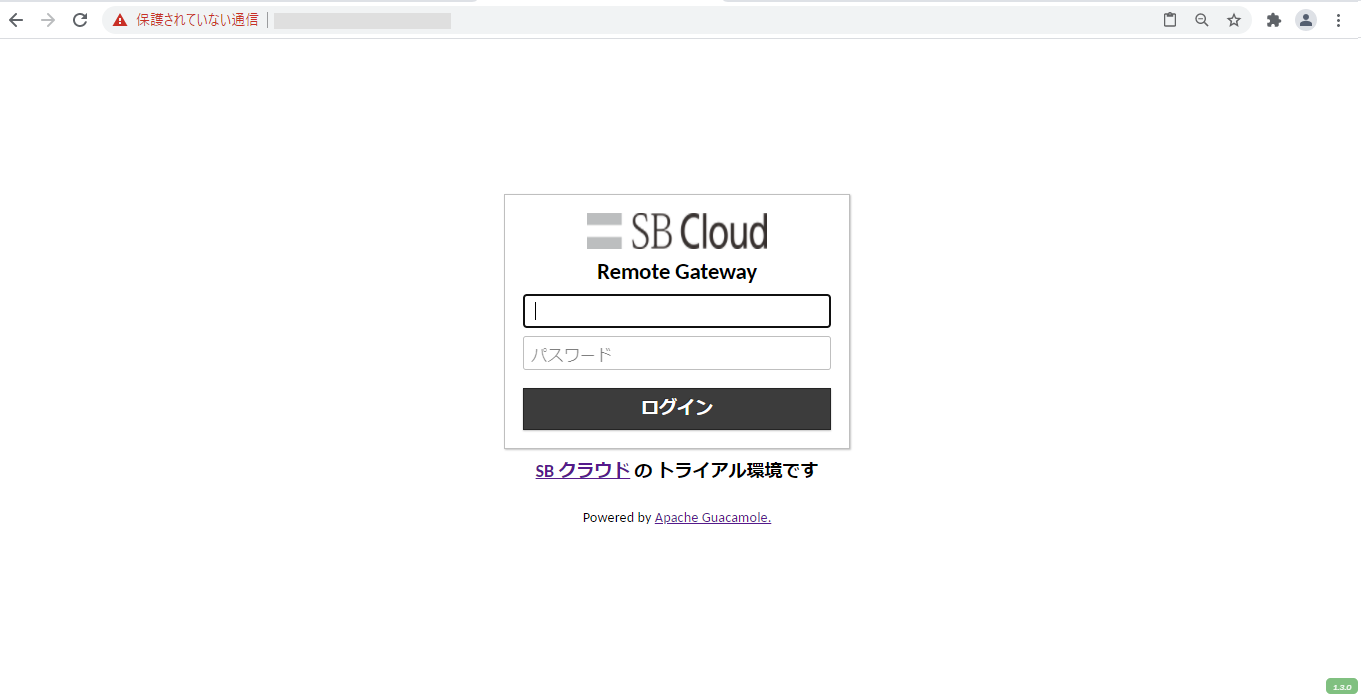 保護されていない通信
SB Cloud
Remote Gateway
パスワード
ログイン
SB クラウド の トライアル環境です
Powered by Apache Guacamole.
1.3.0